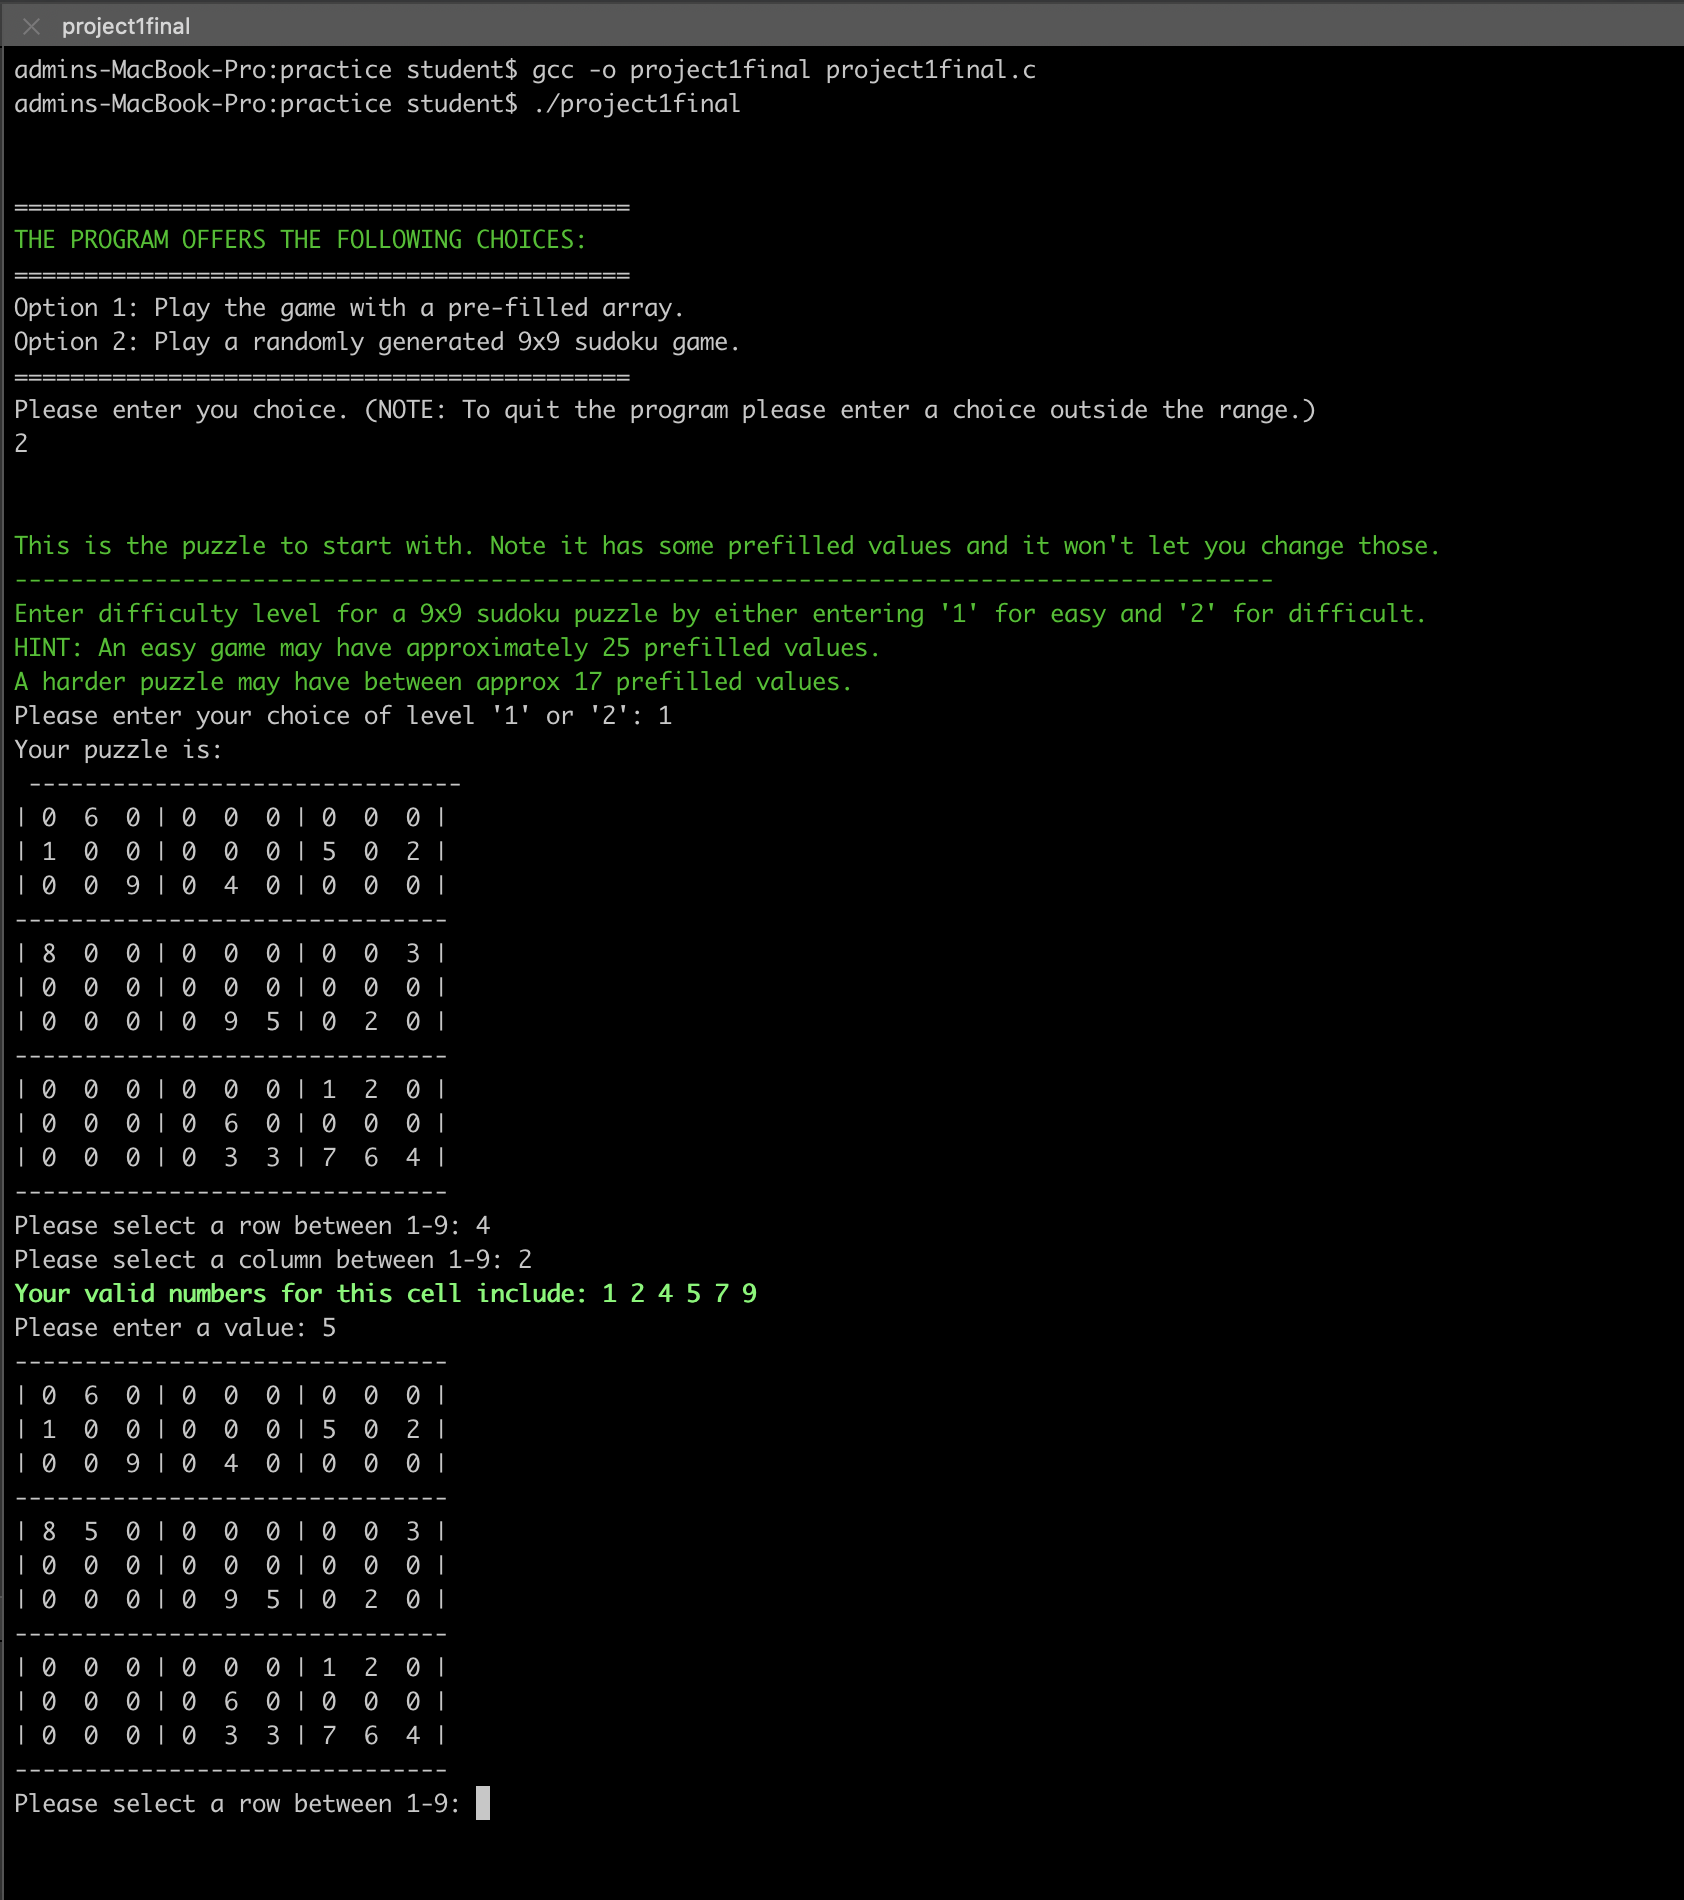 project1final
admins-MacBook-Pro:practice student$ gcc -o project1final project1final.c
admins-MacBook-Pro:practice student$ ./project1final
============================================
THE PROGRAM OFFERS THE FOLLOWING CHOICES:
============================================
Option 1: Play the game with a pre-filled array.
Option 2: Play a randomly generated 9x9 sudoku game.
============================================
Please enter you choice. (NOTE: To quit the program please enter a choice outside the range.)
2
This is the puzzle to start with. Note it has some prefilled values and it won't let you change those.
------------------------------------------------------------------------------------------
Enter difficulty level for a 9x9 sudoku puzzle by either entering '1' for easy and '2' for difficult.
HINT: An easy game may have approximately 25 prefilled values.
A harder puzzle may have between approx 17 prefilled values.
Please enter your choice of level '1' or '2': 1
Your puzzle is:
 -------------------------------
| 0  6  0 | 0  0  0 | 0  0  0 |
| 1  0  0 | 0  0  0 | 5  0  2 |
| 0  0  9 | 0  4  0 | 0  0  0 |
-------------------------------
| 8  0  0 | 0  0  0 | 0  0  3 |
| 0  0  0 | 0  0  0 | 0  0  0 |
| 0  0  0 | 0  9  5 | 0  2  0 |
-------------------------------
| 0  0  0 | 0  0  0 | 1  2  0 |
| 0  0  0 | 0  6  0 | 0  0  0 |
| 0  0  0 | 0  3  3 | 7  6  4 |
-------------------------------
Please select a row between 1-9: 4
Please select a column between 1-9: 2
Your valid numbers for this cell include: 1 2 4 5 7 9
Please enter a value: 5
-------------------------------
| 0  6  0 | 0  0  0 | 0  0  0 |
| 1  0  0 | 0  0  0 | 5  0  2 |
| 0  0  9 | 0  4  0 | 0  0  0 |
-------------------------------
| 8  5  0 | 0  0  0 | 0  0  3 |
| 0  0  0 | 0  0  0 | 0  0  0 |
| 0  0  0 | 0  9  5 | 0  2  0 |
-------------------------------
| 0  0  0 | 0  0  0 | 1  2  0 |
| 0  0  0 | 0  6  0 | 0  0  0 |
| 0  0  0 | 0  3  3 | 7  6  4 |
-------------------------------
Please select a row between 1-9: